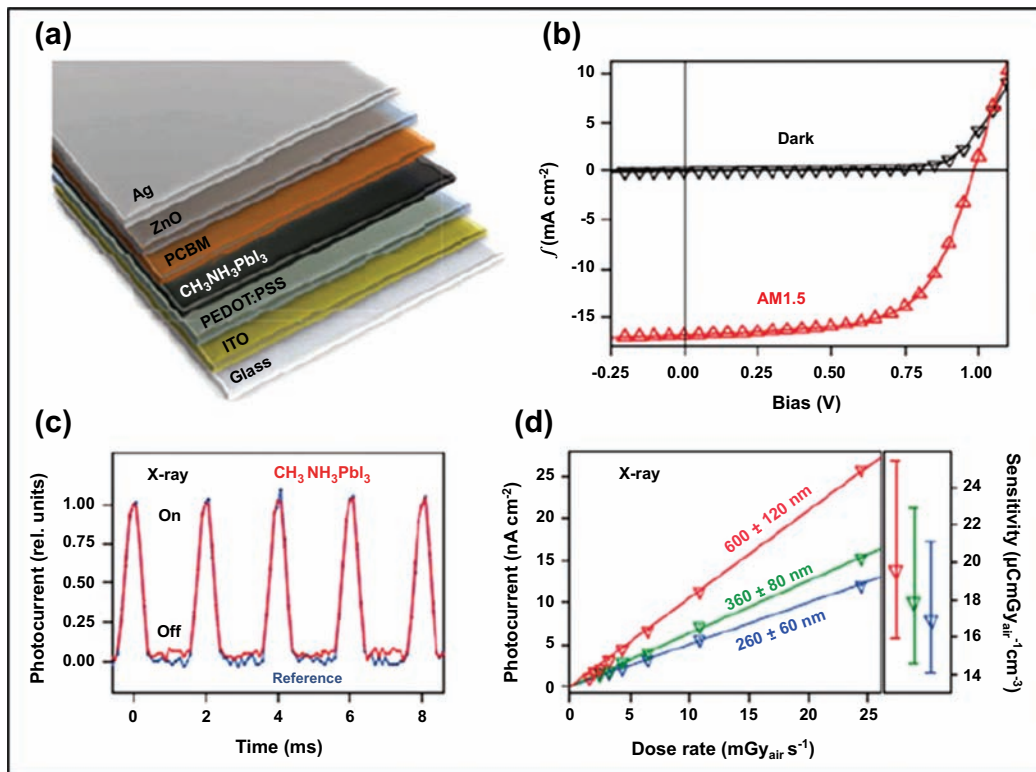 (a)
Ag
ZnO
PCBM
CH3NH3PbI3
PEDOT:PSS
ITO
Glass
(b)
10
5
0
-5
-10
-15
J (mA cm-2)
Dark
AM1.5
-0.25 0.00 0.25 0.50 0.75 1.00
Bias (V)
(c)
X-ray
CH3 NH3PbI3
On
Off
Reference
1.00
0.75
0.50
0.25
0.00
Photocurrent (rel. units)
0 2 4 6 8
Time (ms)
(d)
X-ray
25
20
15
10
5
0
Photocurrent (nA cm-2)
600 ± 120 nm
360 ± 80 nm
260 ± 60 nm
0 5 10 15 20 25
Dose rate (mGyair s-1)
24
22
20
18
16
14
Sensitivity (µCmGyair-1cm-3)